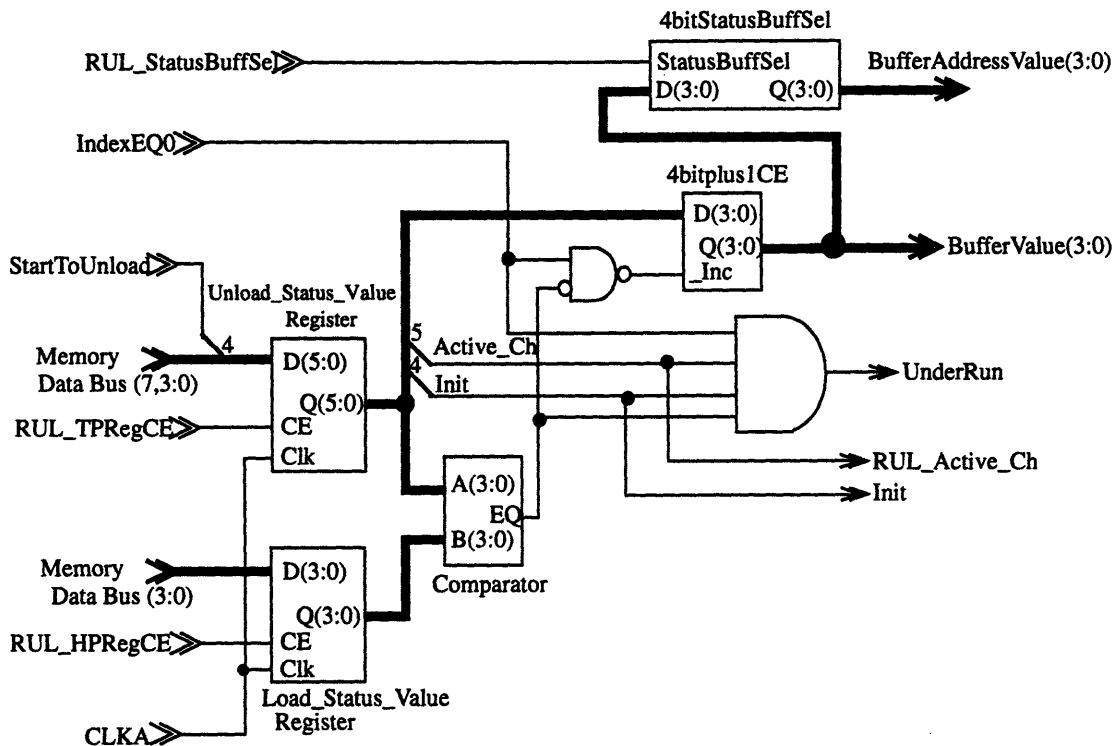 4bitStatusBuffSel
RUL_StatusBuffSel
StatusBuffSel
D(3:0) Q(3:0)
BufferAddressValue(3:0)
IndexEQ0
4bitplus1CE
D(3:0)
Q(3:0)
_Inc
BufferValue(3:0)
StartToUnload
4
Unload_Status_Value
Register
Memory
Data Bus (7,3:0)
D(5:0)
Q(5:0)
CE
Clk
RUL_TPRegCE
5
Active_Ch
4
Init
UnderRun
RUL_Active_Ch
Init
A(3:0)
EQ
B(3:0)
Comparator
Memory
Data Bus (3:0)
D(3:0)
Q(3:0)
CE
Clk
RUL_HPRegCE
Load_Status_Value
Register
CLKA